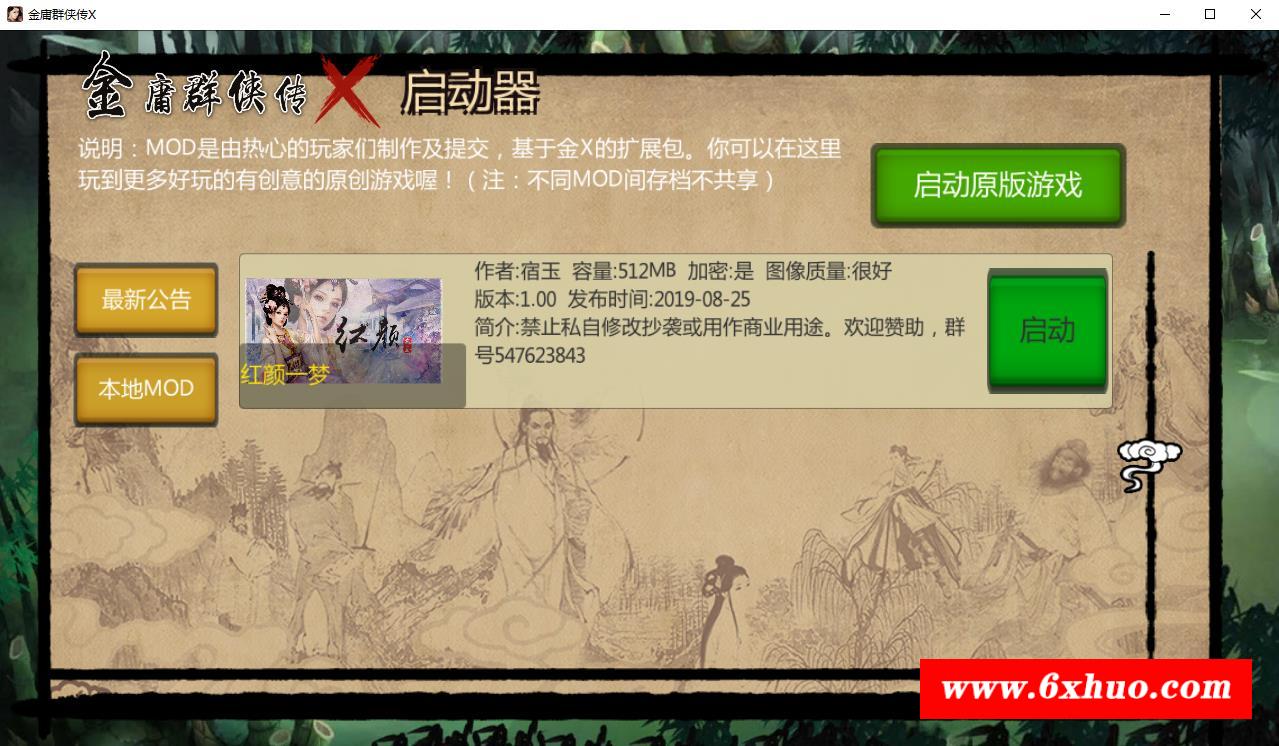 金庸群侠传X
金庸群侠传X 启动器
说明：MOD是由热心的玩家们制作及提交，基于金X的扩展包。你可以在这里
玩到更多好玩的有创意的原创游戏喔！（注：不同MOD间存档不共享）
启动原版游戏
最新公告
本地MOD
红颜
红颜一梦
作者:宿玉 容量:512MB 加密:是 图像质量:很好
版本:1.00 发布时间:2019-08-25
简介:禁止私自修改抄袭或用作商业用途。欢迎赞助，群
号547623843
启动
www.6xhuo.com